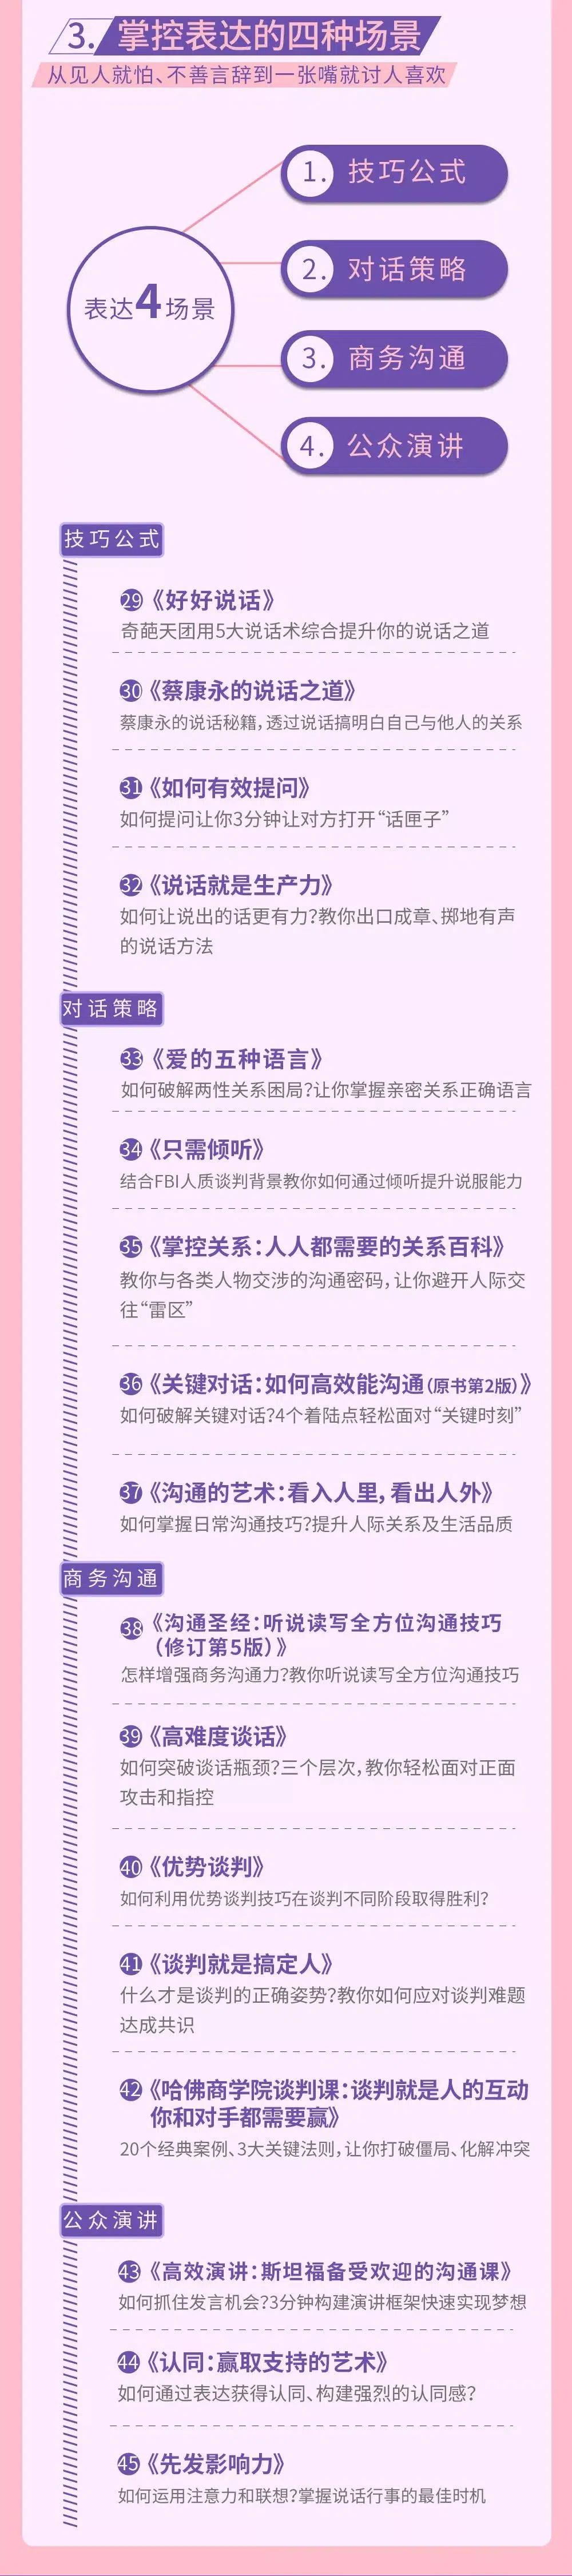 3. 掌控表达的四种场景
从见人就怕、不善言辞到一张嘴就讨人喜欢
表达4场景
1. 技巧公式
2. 对话策略
3. 商务沟通
4. 公众演讲
技巧公式
29《好好说话》
奇葩天团用5大说话术综合提升你的说话之道
30《蔡康永的说话之道》
蔡康永的说话秘籍，透过说话搞明白自己与他人的关系
31《如何有效提问》
如何提问让你3分钟让对方打开“话匣子”
32《说话就是生产力》
如何让说出的话更有力？教你出口成章、掷地有声
的说话方法
对话策略
33《爱的五种语言》
如何破解两性关系困局？让你掌握亲密关系正确语言
34《只需倾听》
结合FBI人质谈判背景教你如何通过倾听提升说服能力
35《掌控关系：人人都需要的关系百科》
教你与各类人物交涉的沟通密码，让你避开人际交
往“雷区”
36《关键对话：如何高效能沟通（原书第2版）》
如何破解关键对话？4个着陆点轻松面对“关键时刻”
37《沟通的艺术：看入人里，看出人外》
如何掌握日常沟通技巧？提升人际关系及生活品质
商务沟通
38《沟通圣经：听说读写全方位沟通技巧
（修订第5版）》
怎样增强商务沟通力？教你听说读写全方位沟通技巧
39《高难度谈话》
如何突破谈话瓶颈？三个层次，教你轻松面对正面
攻击和指控
40《优势谈判》
如何利用优势谈判技巧在谈判不同阶段取得胜利？
41《谈判就是搞定人》
什么才是谈判的正确姿势？教你如何应对谈判难题
达成共识
42《哈佛商学院谈判课：谈判就是人的互动
你和对手都需要赢》
20个经典案例、3大关键法则，让你打破僵局、化解冲突
公众演讲
43《高效演讲：斯坦福备受欢迎的沟通课》
如何抓住发言机会？3分钟构建演讲框架快速实现梦想
44《认同：赢取支持的艺术》
如何通过表达获得认同、构建强烈的认同感？
45《先发影响力》
如何运用注意力和联想？掌握说话行事的最佳时机